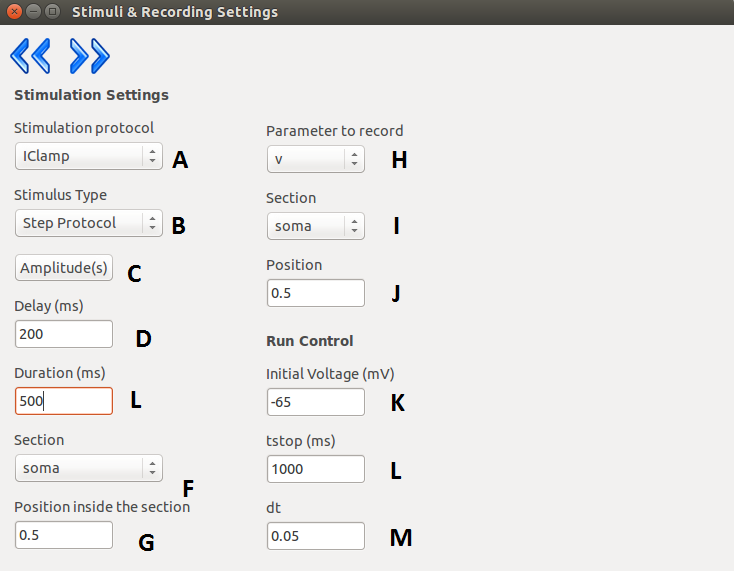 Stimuli & Recording Settings
Stimulation Settings
Stimulation protocol
IClamp A
Stimulus Type
Step Protocol B
Amplitude(s) C
Delay (ms)
200 D
Duration (ms)
500 L
Section
soma F
Position inside the section
0.5 G
Parameter to record
v H
Section
soma I
Position
0.5 J
Run Control
Initial Voltage (mV)
-65 K
tstop (ms)
1000 L
dt
0.05 M